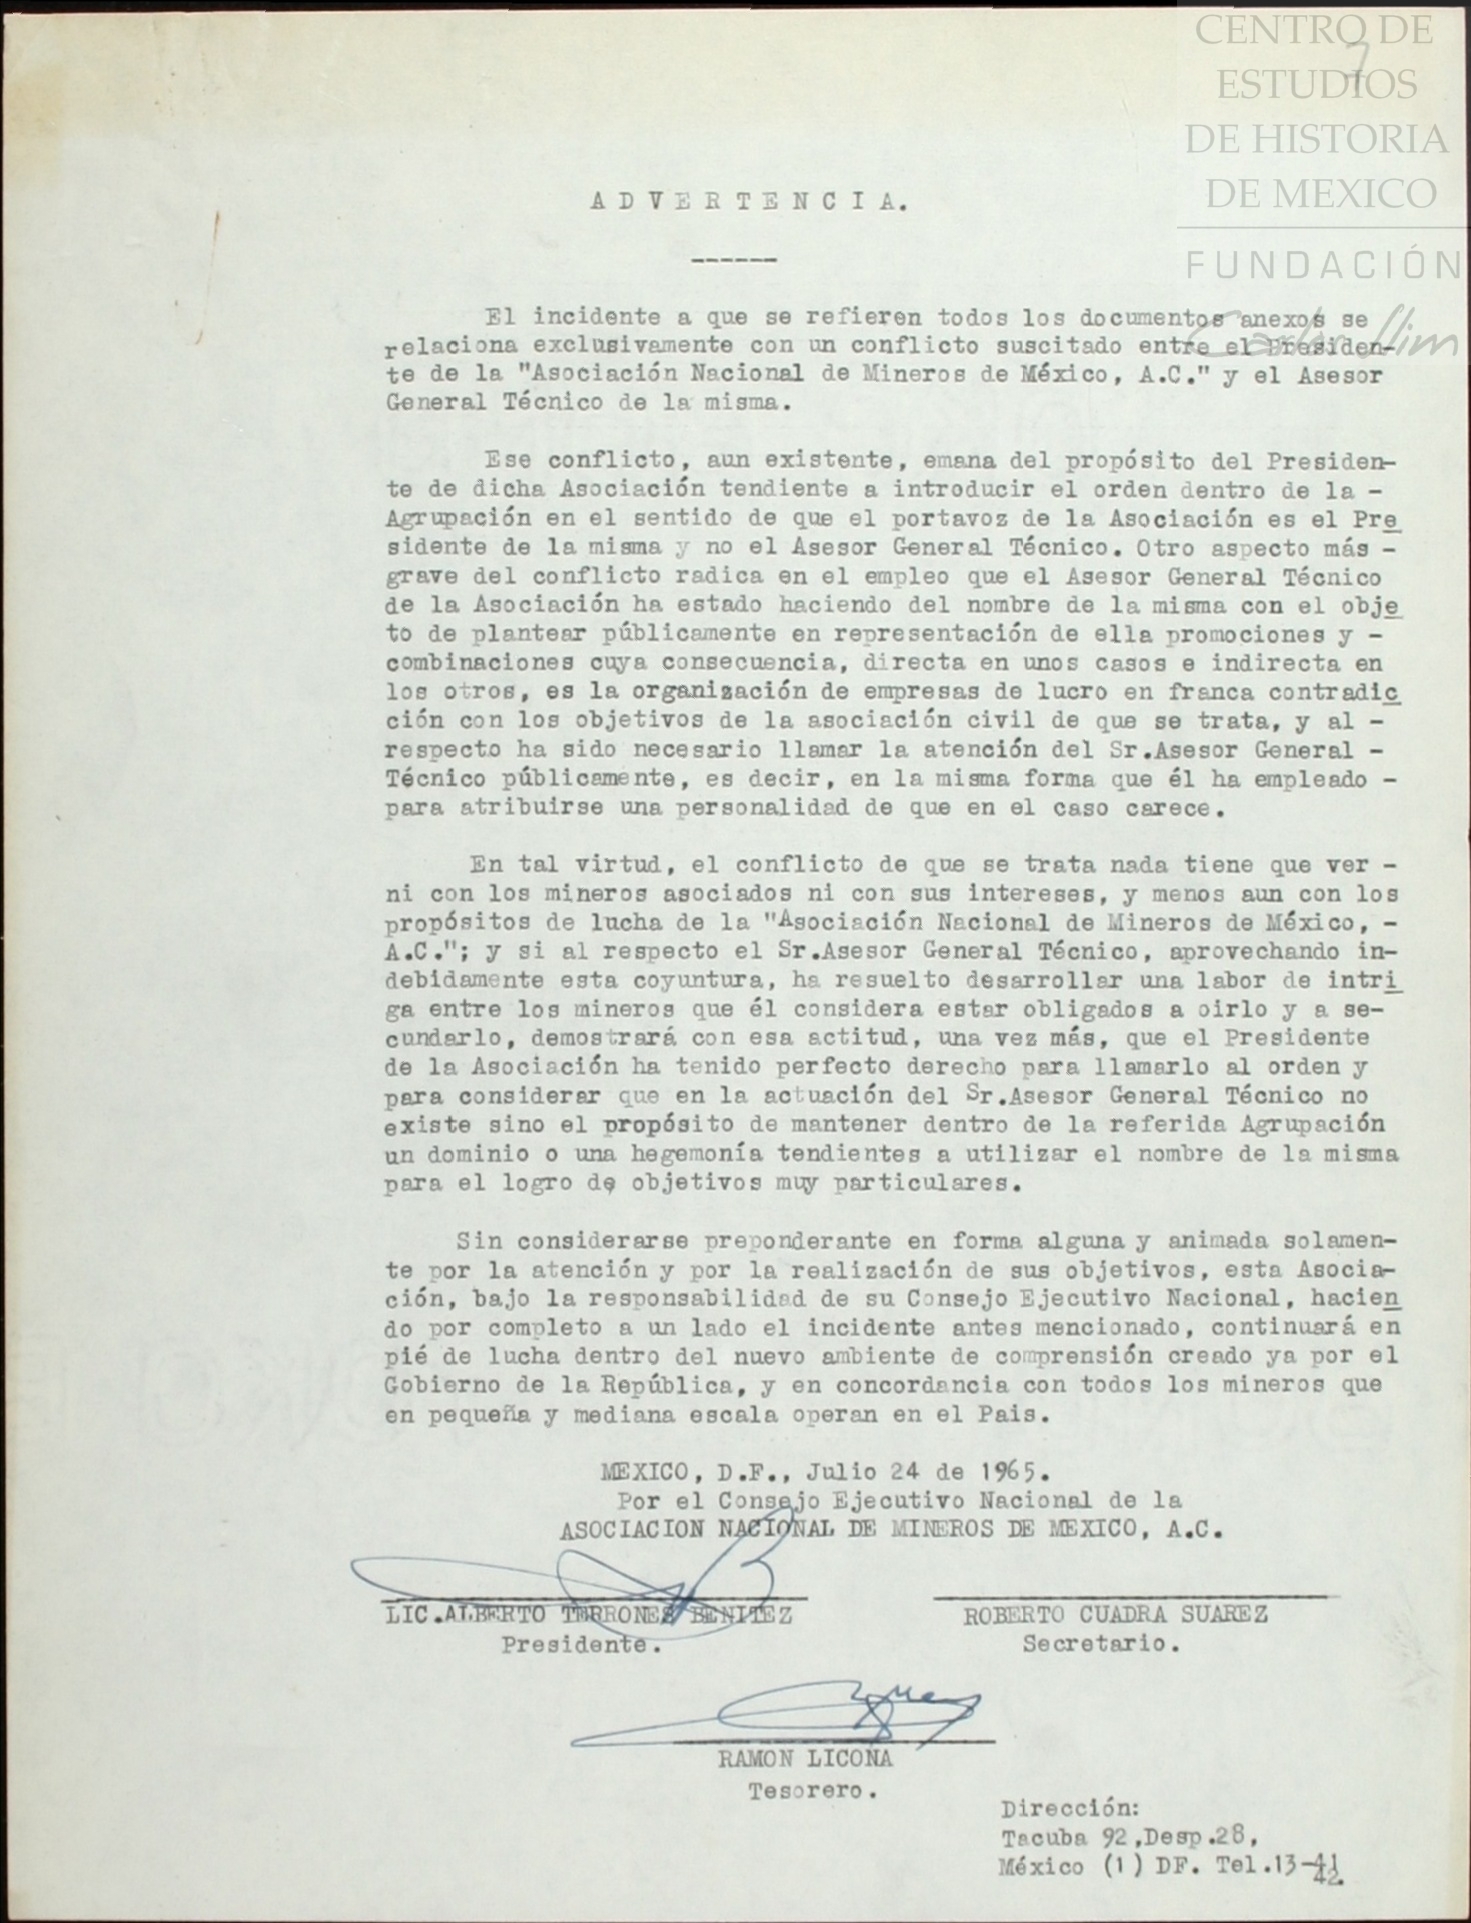 CENTRO DE
ESTUDIOS
DE HISTORIA
DE MEXICO
FUNDACIÓN
Carlos Slim
7
A D V E R T E N C I A.
------
El incidente a que se refieren todos los documentos anexos se
relaciona exclusivamente con un conflicto suscitado entre el Presiden-
te de la "Asociación Nacional de Mineros de México, A.C." y el Asesor
General Técnico de la misma.
Ese conflicto, aun existente, emana del propósito del Presiden-
te de dicha Asociación tendiente a introducir el orden dentro de la -
Agrupación en el sentido de que el portavoz de la Asociación es el Pre
sidente de la misma y no el Asesor General Técnico. Otro aspecto más -
grave del conflicto radica en el empleo que el Asesor General Técnico
de la Asociación ha estado haciendo del nombre de la misma con el obje
to de plantear públicamente en representación de ella promociones y -
combinaciones cuya consecuencia, directa en unos casos e indirecta en
los otros, es la organización de empresas de lucro en franca contradic
ción con los objetivos de la asociación civil de que se trata, y al -
respecto ha sido necesario llamar la atención del Sr.Asesor General -
Técnico públicamente, es decir, en la misma forma que él ha empleado -
para atribuirse una personalidad de que en el caso carece.
En tal virtud, el conflicto de que se trata nada tiene que ver -
ni con los mineros asociados ni con sus intereses, y menos aun con los
propósitos de lucha de la "Asociación Nacional de Mineros de México, -
A.C."; y si al respecto el Sr.Asesor General Técnico, aprovechando in-
debidamente esta coyuntura, ha resuelto desarrollar una labor de intri
ga entre los mineros que él considera estar obligados a oirlo y a se-
cundarlo, demostrará con esa actitud, una vez más, que el Presidente
de la Asociación ha tenido perfecto derecho para llamarlo al orden y
para considerar que en la actuación del Sr.Asesor General Técnico no
existe sino el propósito de mantener dentro de la referida Agrupación
un dominio o una hegemonía tendientes a utilizar el nombre de la misma
para el logro de objetivos muy particulares.
Sin considerarse preponderante en forma alguna y animada solamen-
te por la atención y por la realización de sus objetivos, esta Asocia-
ción, bajo la responsabilidad de su Consejo Ejecutivo Nacional, hacien
do por completo a un lado el incidente antes mencionado, continuará en
pié de lucha dentro del nuevo ambiente de comprensión creado ya por el
Gobierno de la República, y en concordancia con todos los mineros que
en pequeña y mediana escala operan en el Pais.
MEXICO, D.F., Julio 24 de 1965.
Por el Consejo Ejecutivo Nacional de la
ASOCIACION NACIONAL DE MINEROS DE MEXICO, A.C.
LIC.ALBERTO TERRONES BENITEZ
Presidente.
ROBERTO CUADRA SUAREZ
Secretario.
RAMON LICONA
Tesorero.
Dirección:
Tacuba 92,Desp.28,
México (1) DF. Tel.13-41
42.